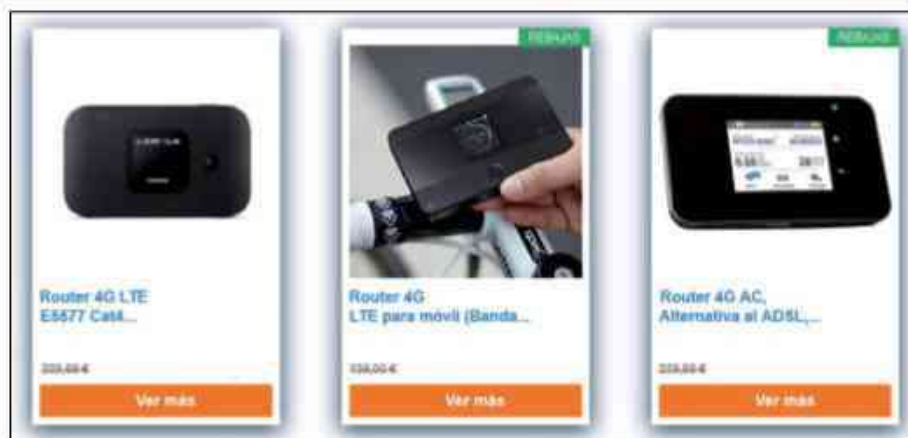 REBAJAS
REBAJAS
Router 4G LTE
E5577 Cat4...
Router 4G
LTE para móvil (Banda...
Router 4G AC,
Alternativa al ADSL,...
Ver más
Ver más
Ver más